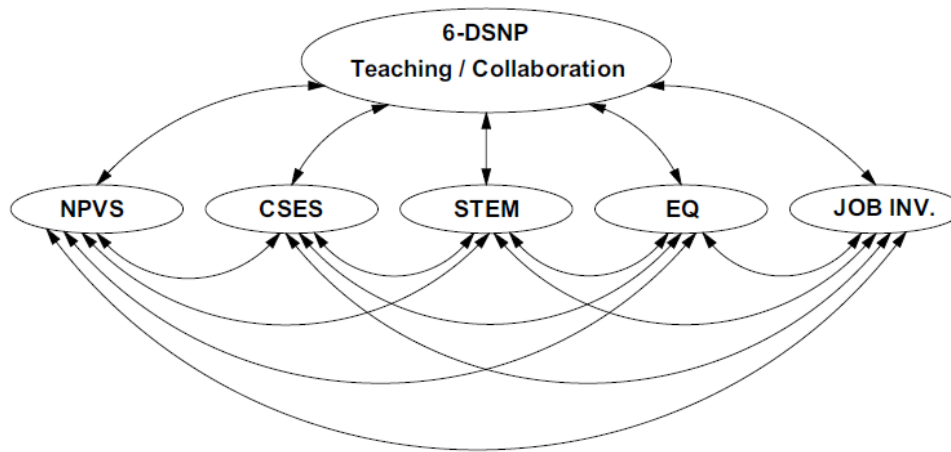 6-DSNP
Teaching / Collaboration
NPVS
CSES
STEM
EQ
JOB INV.